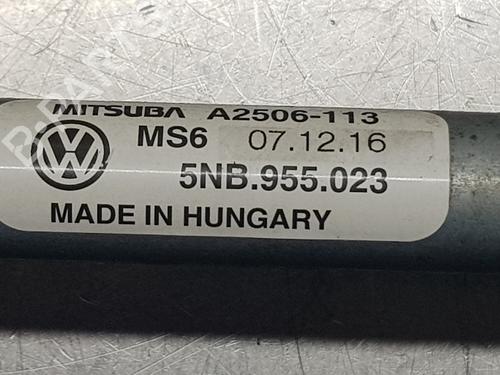 MITSUBA A2506-113
MS6 07.12.16
5NB.955.023
MADE IN HUNGARY